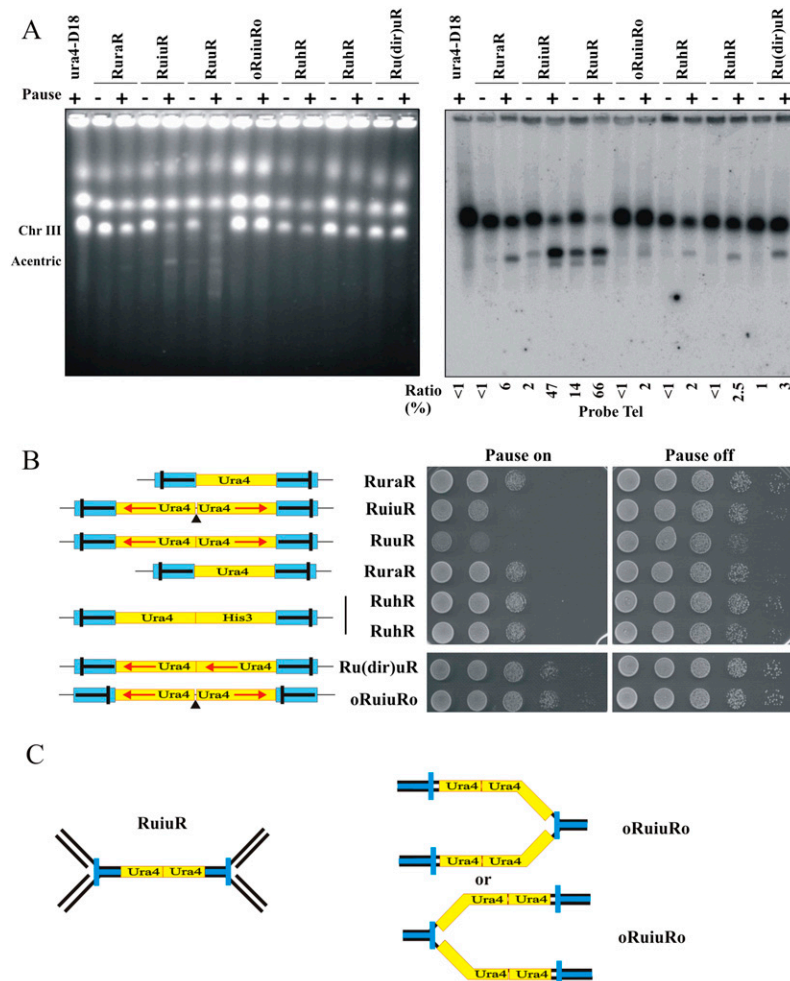 A
ura4-D18
RuraR
RuiuR
RuuR
oRuiuRo
RuhR
RuhR
Ru(dir)uR
Pause + - + - + - + - + - + - + - +
Chr III
Acentric
ura4-D18
RuraR
RuiuR
RuuR
oRuiuRo
RuhR
RuhR
Ru(dir)uR
+ - + - + - + - + - + - + - +
Ratio (%) <1 <1 6 2 47 14 66 <1 2 <1 2 <1 2.5 1 3
Probe Tel
B
Pause on Pause off
Ura4 RuraR
Ura4 Ura4 RuiuR
Ura4 Ura4 RuuR
Ura4 RuraR
Ura4 His3 RuhR
RuhR
Ura4 Ura4 Ru(dir)uR
Ura4 Ura4 oRuiuRo
C
RuiuR
Ura4 Ura4
Ura4 Ura4
oRuiuRo
Ura4 Ura4
or
Ura4 Ura4
oRuiuRo
Ura4 Ura4